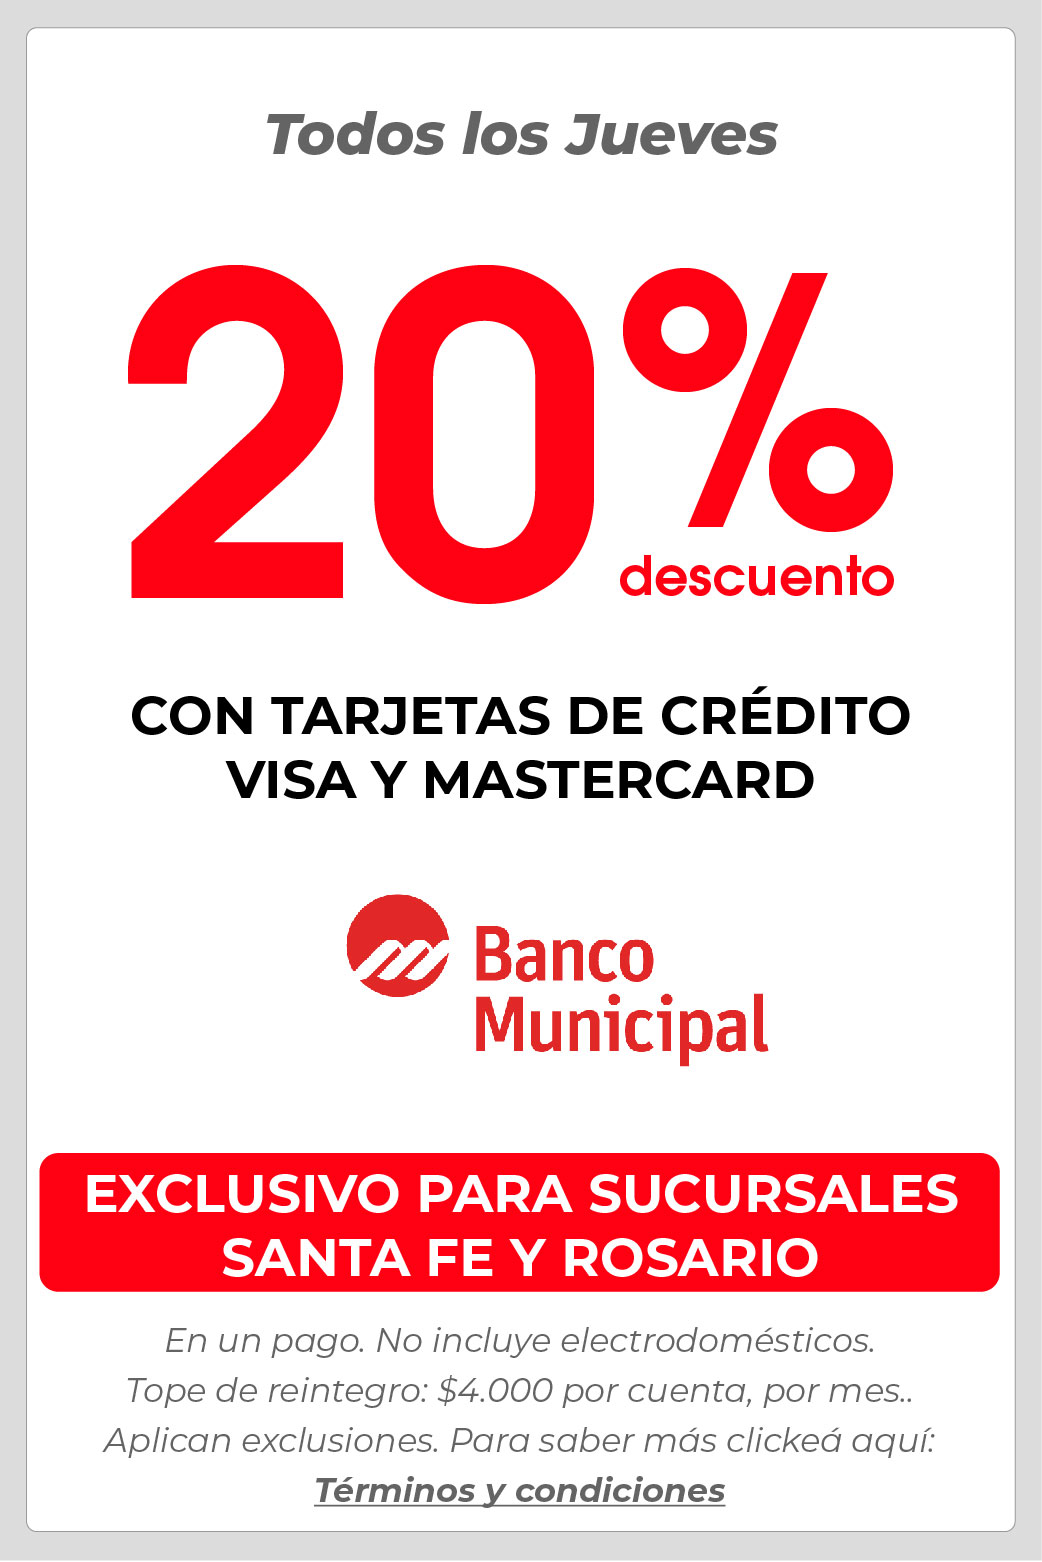 Todos los Jueves
20%
descuento
CON TARJETAS DE CRÉDITO
VISA Y MASTERCARD
Banco
Municipal
EXCLUSIVO PARA SUCURSALES
SANTA FE Y ROSARIO
En un pago. No incluye electrodomésticos.
Tope de reintegro: $4.000 por cuenta, por mes..
Aplican exclusiones. Para saber más clickeá aquí:
Términos y condiciones